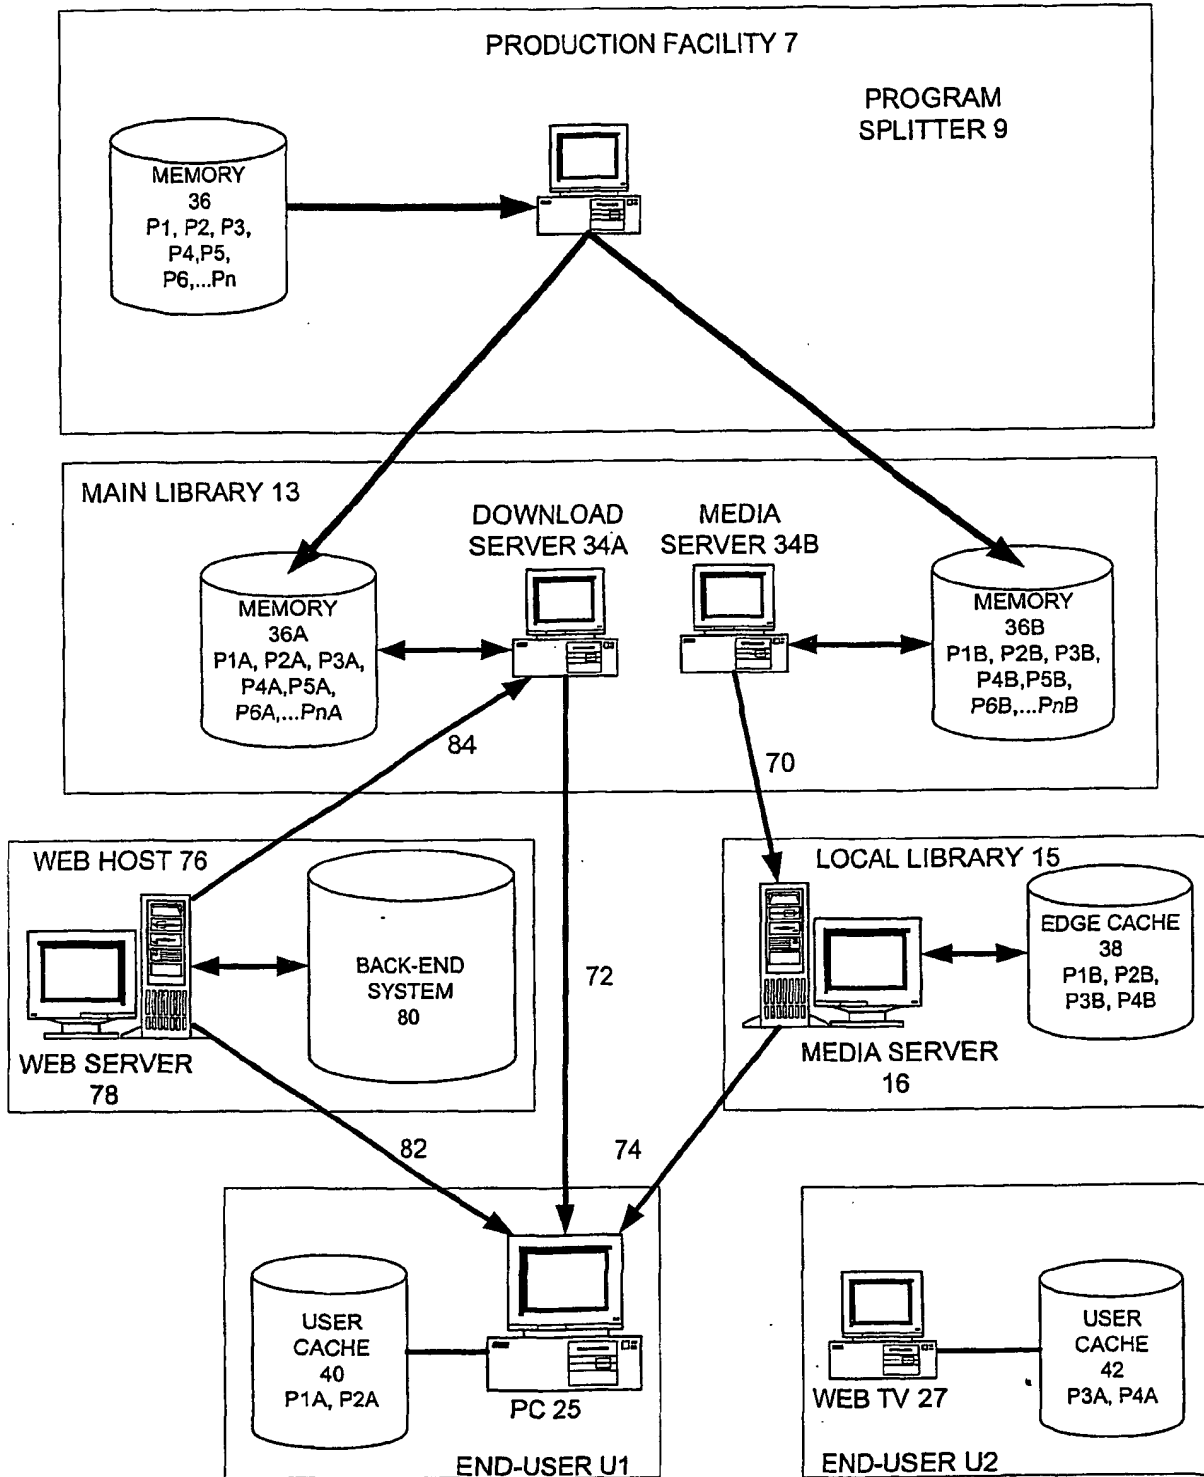 PRODUCTION FACILITY 7
PROGRAM
SPLITTER 9
MEMORY
36
P1, P2, P3,
P4,P5,
P6,...Pn
MAIN LIBRARY 13
DOWNLOAD
SERVER 34A
MEDIA
SERVER 34B
MEMORY
36A
P1A, P2A, P3A,
P4A,P5A,
P6A,...PnA
MEMORY
36B
P1B, P2B, P3B,
P4B,P5B,
P6B,...PnB
84
70
WEB HOST 76
BACK-END
SYSTEM
80
WEB SERVER
78
72
LOCAL LIBRARY 15
EDGE CACHE
38
P1B, P2B,
P3B, P4B
MEDIA SERVER
16
82
74
USER
CACHE
40
P1A, P2A
PC 25
END-USER U1
WEB TV 27
USER
CACHE
42
P3A, P4A
END-USER U2